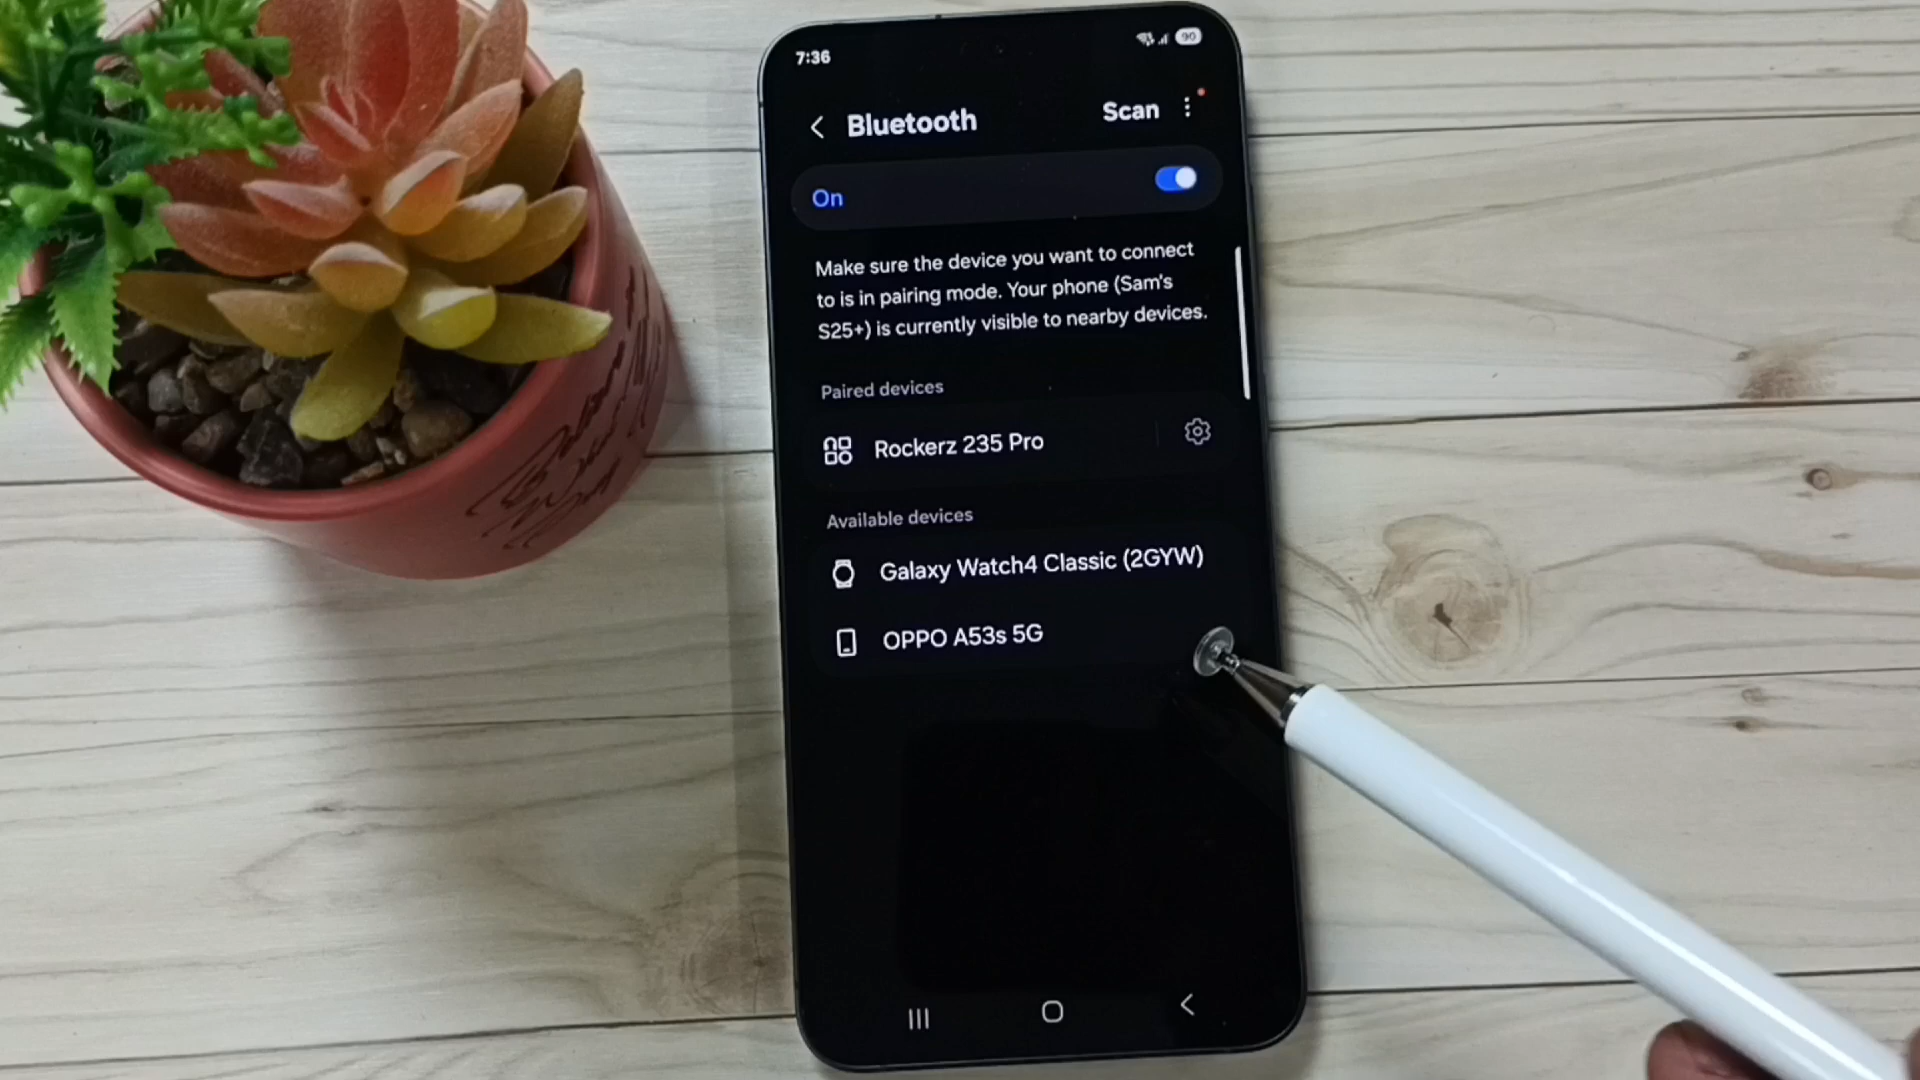 7:36
90
Bluetooth
Scan
On
Make sure the device you want to connect
to is in pairing mode. Your phone (Sam's
S25+) is currently visible to nearby devices.
Paired devices
Rockerz 235 Pro
Available devices
Galaxy Watch4 Classic (2GYW)
OPPO A53s 5G